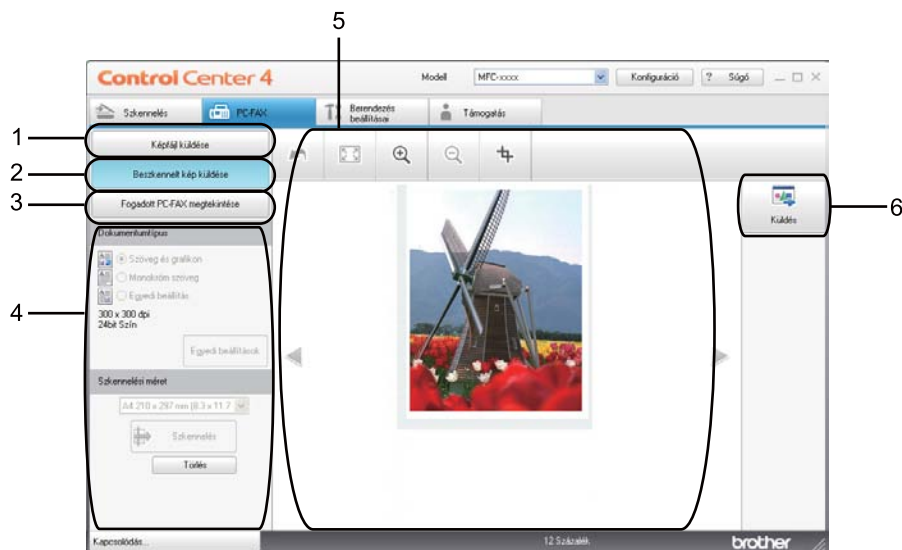 5
Control Center 4
Modell
MFC-xxxx
Konfiguráció
? Súgó
Szkennelés
PC-FAX
Berendezés
beállításai
Támogatás
1
Képfájl küldése
2
Beszkennelt kép küldése
3
Fogadott PC-FAX megtekintése
Küldés
6
Dokumentumtípus
Szöveg és grafikon
Monokróm szöveg
Egyedi beállítás
4
300 x 300 dpi
24bit Szín
Egyedi beállítások
Szkennelési méret
A4 210 x 297 mm (8.3 x 11.7
Szkennelés
Törlés
Kapcsolódás...
12 Százalék
brother